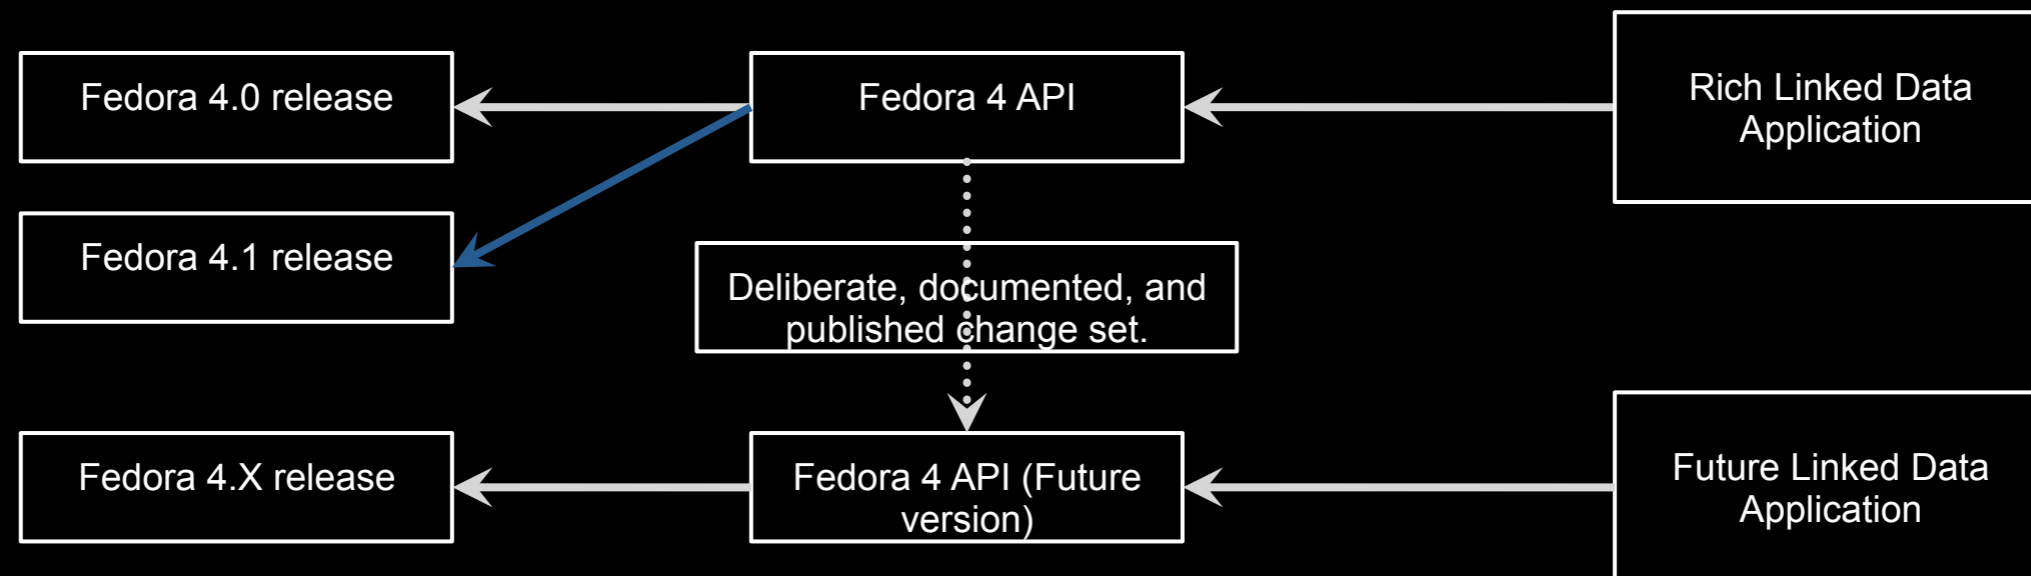 Fedora 4.0 release
Fedora 4 API
Rich Linked Data
Application
Fedora 4.1 release
Deliberate, documented, and
published change set.
Fedora 4.X release
Fedora 4 API (Future
version)
Future Linked Data
Application